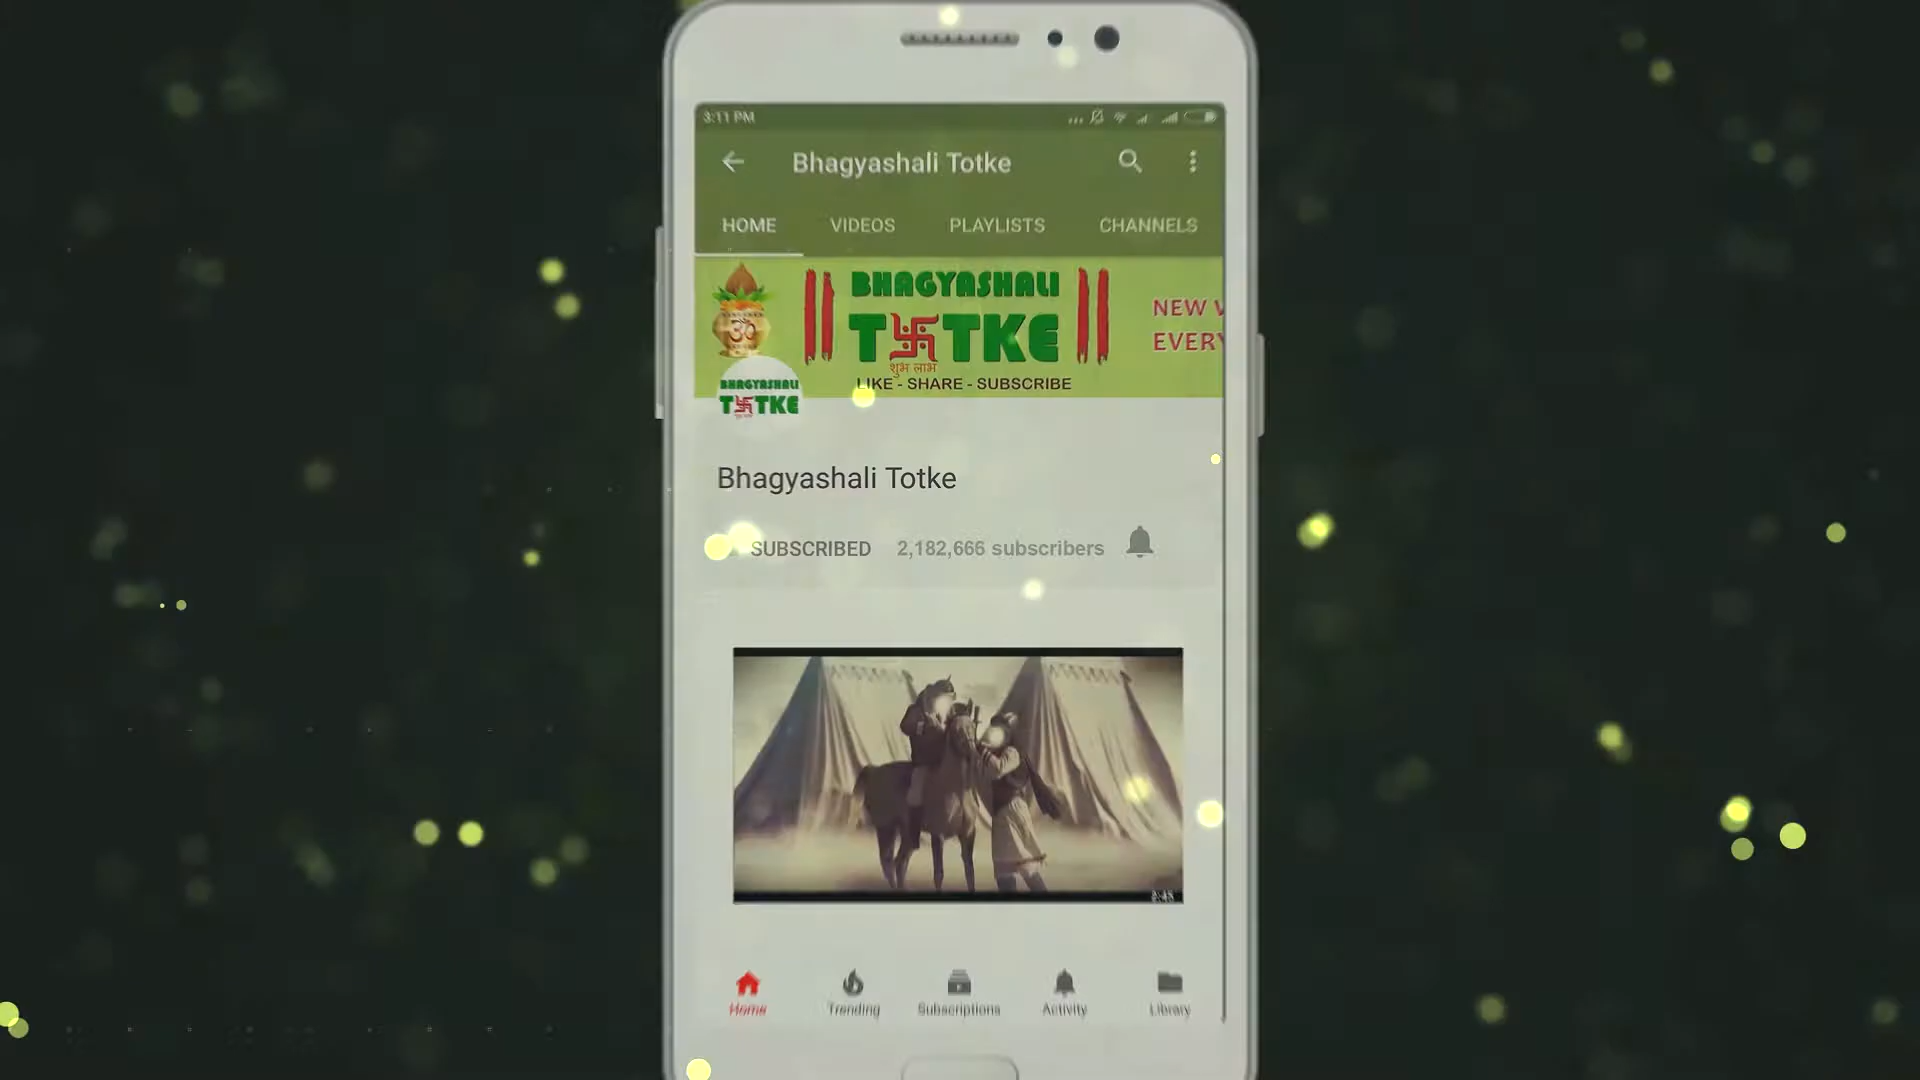 3:11 PM
Bhagyashali Totke
HOME VIDEOS PLAYLISTS CHANNELS
BHAGYASHALI
TOTKE
शुभ लाभ
LIKE - SHARE - SUBSCRIBE
NEW
EVERY
BHAGYASHALI
TOTKE
Bhagyashali Totke
SUBSCRIBED 2,182,666 subscribers
Home Trending Subscriptions Activity Library